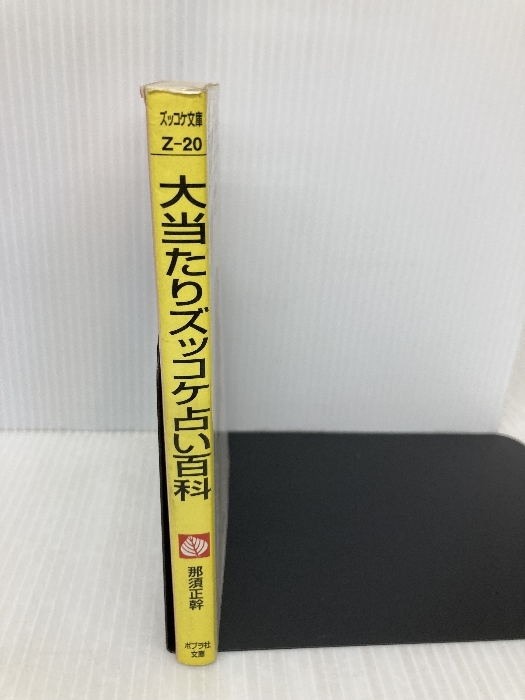 ズッコケ文庫
Z-20
大当たりズッコケ占い百科
那須正幹
ポプラ社
文庫